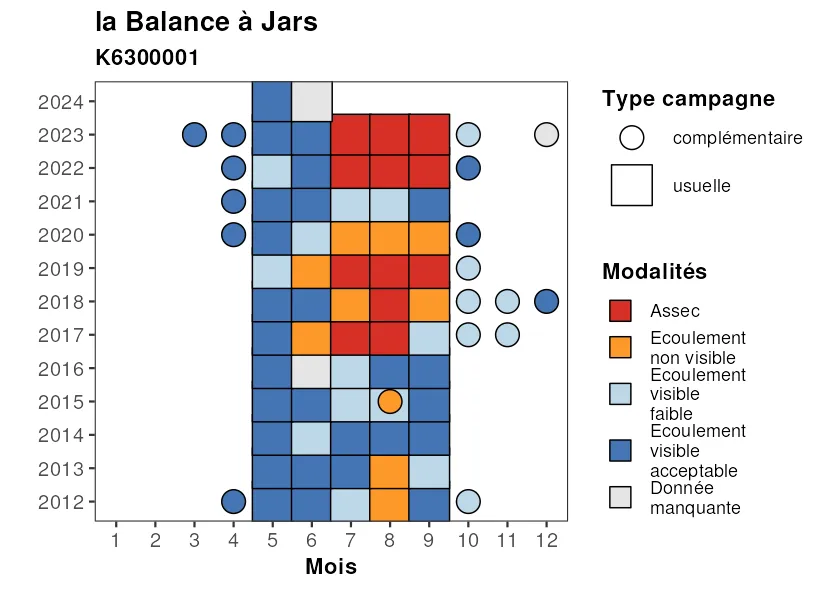 la Balance à Jars
K6300001
2024
2023
2022
2021
2020
2019
2018
2017
2016
2015
2014
2013
2012
1 2 3 4 5 6 7 8 9 10 11 12
Mois
Type campagne
complémentaire
usuelle
Modalités
Assec
Ecoulement
non visible
Ecoulement
visible
faible
Ecoulement
visible
acceptable
Donnée
manquante